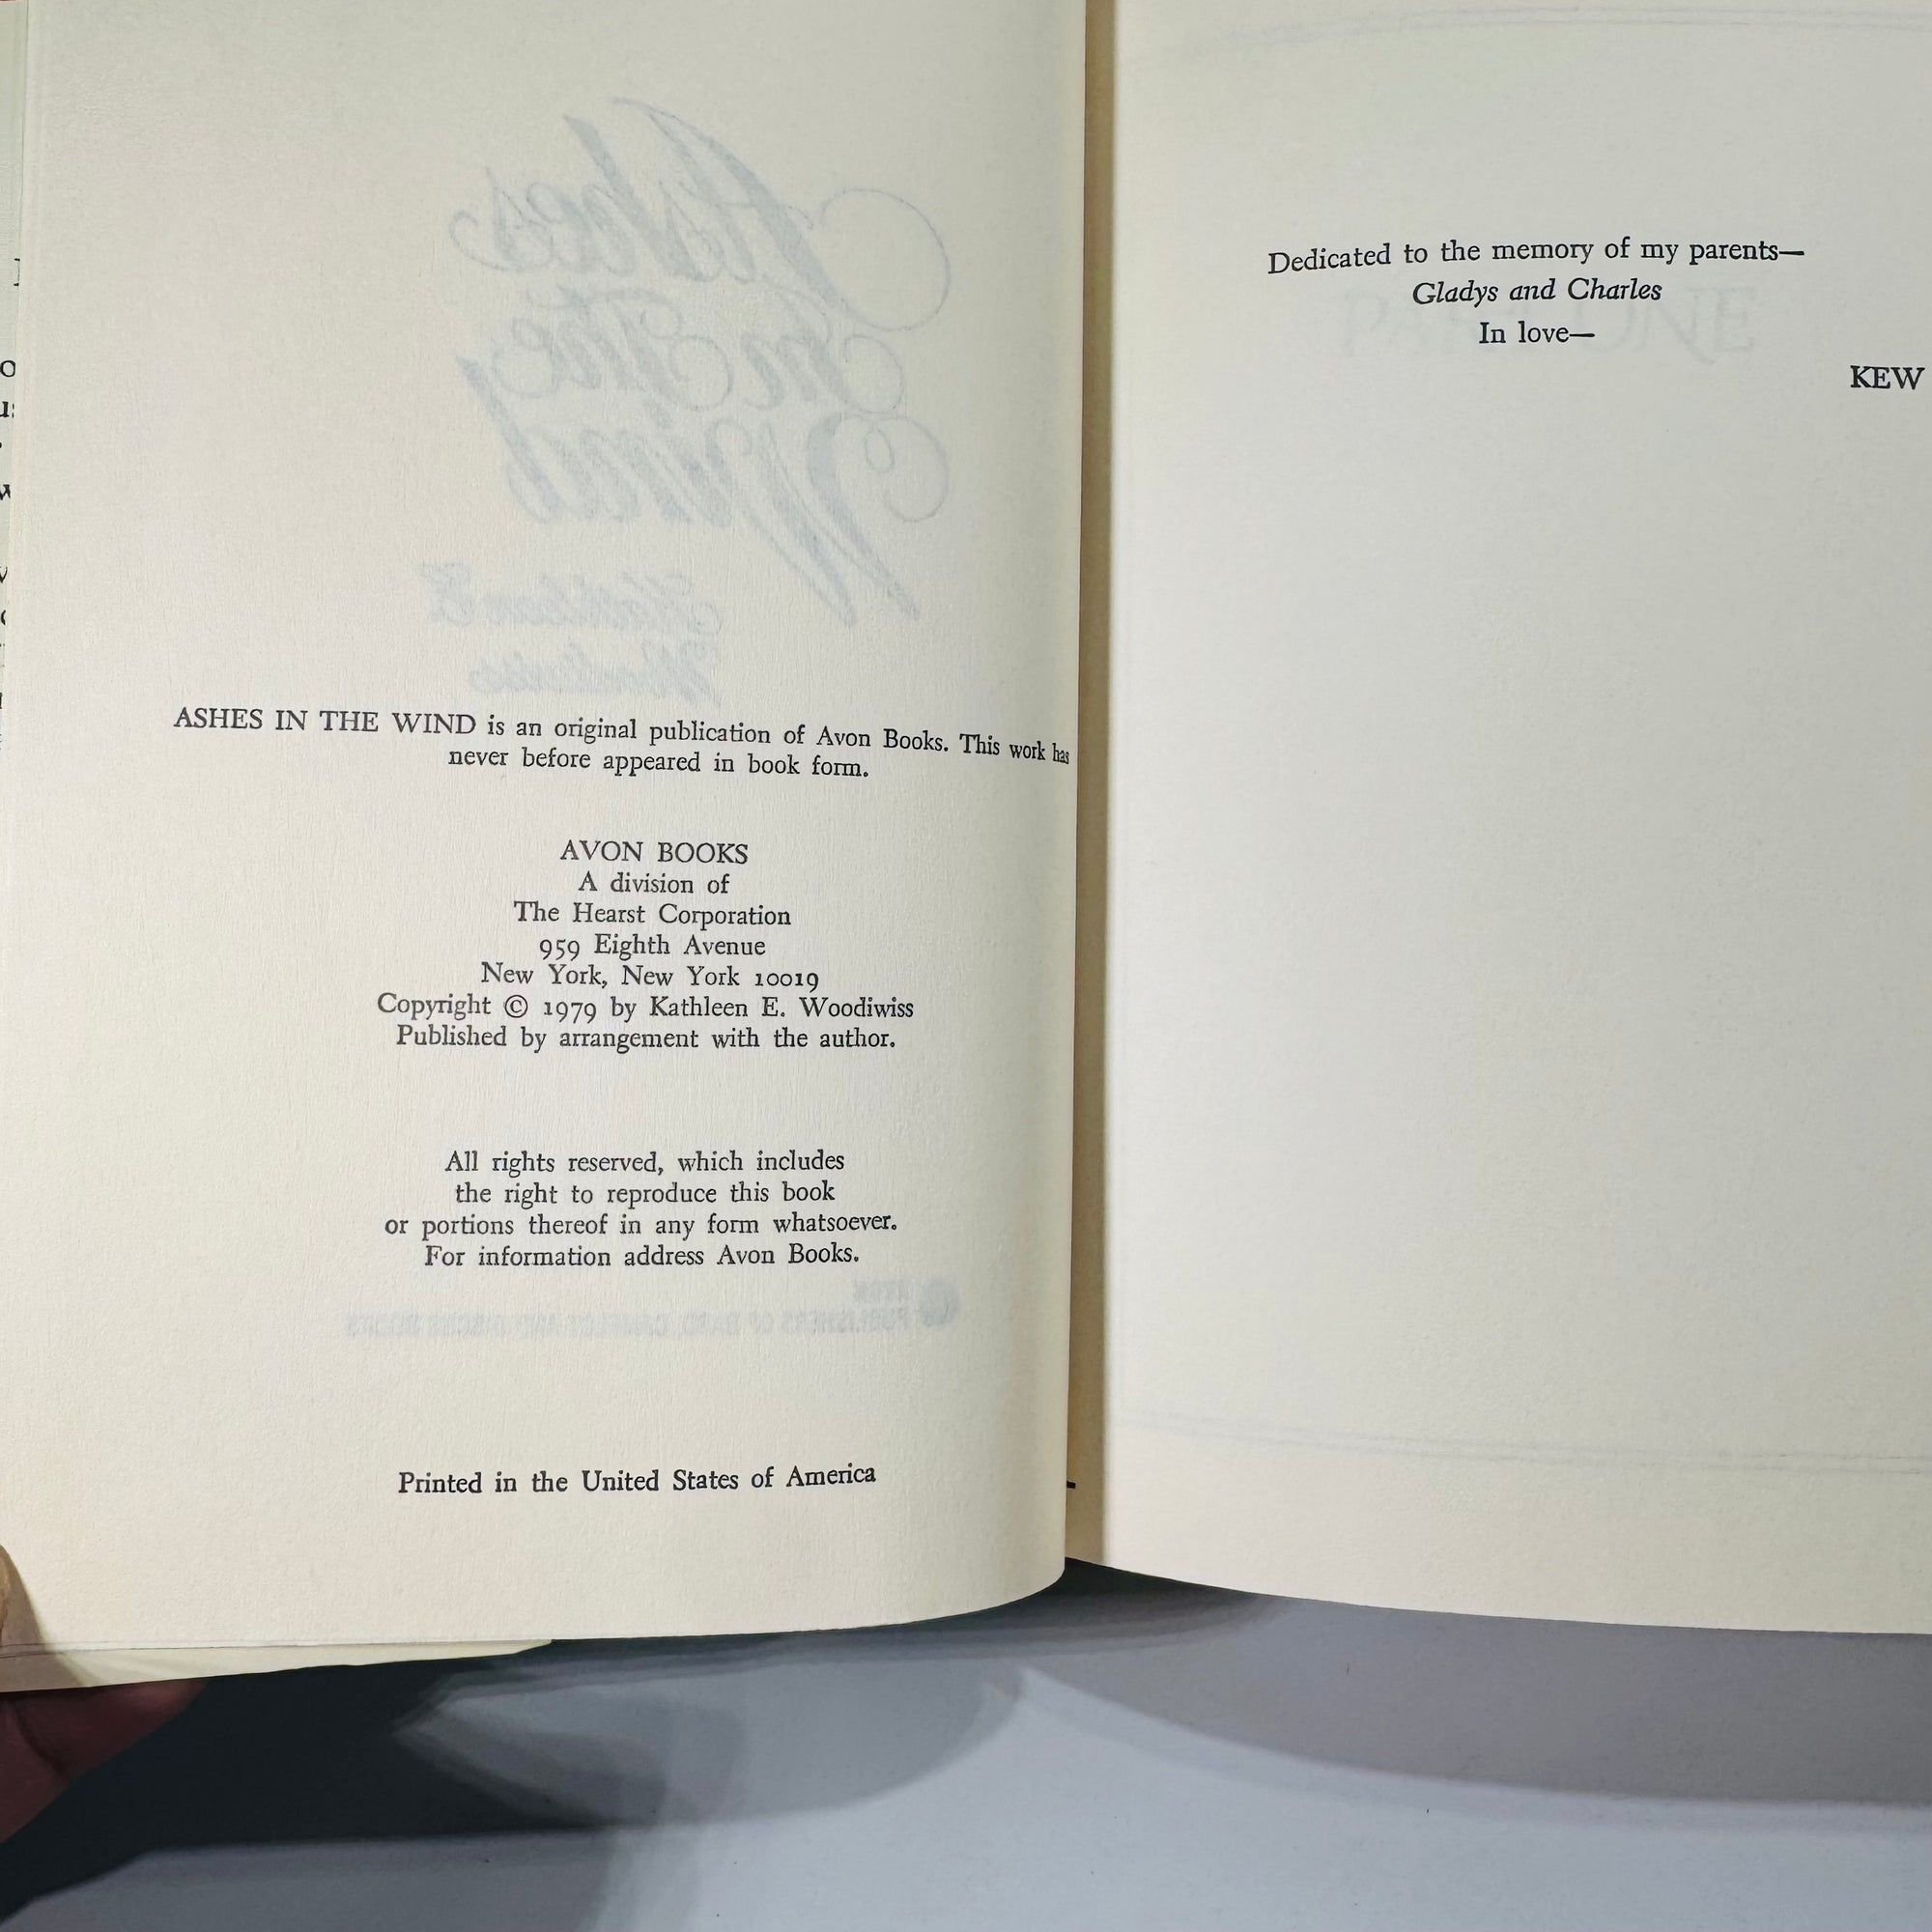 ASHES IN THE WIND is an original publication of Avon Books. This work has
never before appeared in book form.
AVON BOOKS
A division of
The Hearst Corporation
959 Eighth Avenue
New York, New York 10019
Copyright © 1979 by Kathleen E. Woodiwiss
Published by arrangement with the author.
All rights reserved, which includes
the right to reproduce this book
or portions thereof in any form whatsoever.
For information address Avon Books.
Printed in the United States of America
Dedicated to the memory of my parents—
Gladys and Charles
In love—
KEW